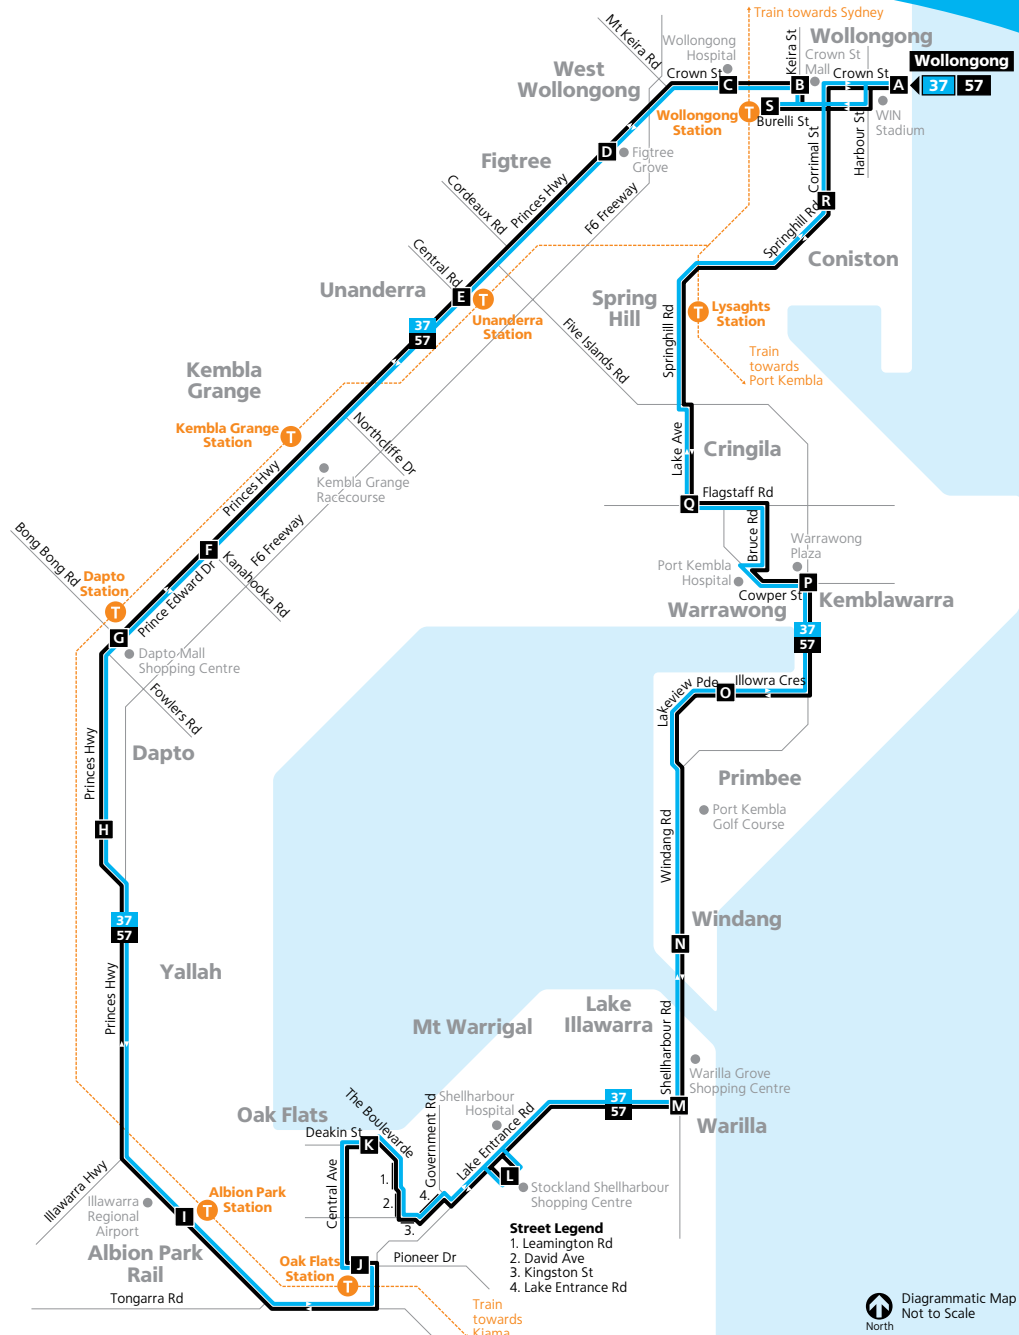 Train towards Sydney
Mt Keira Rd
Wollongong
Hospital
Keira St
Wollongong
Crown St
Mall
Wollongong
37 57
West
Wollongong
Crown St
C
B
Crown St
A
S
Wollongong
Station
T
Burelli St
WIN
Stadium
Harbour St
Corrimal St
Figtree
D
Figtree
Grove
Princes Hwy
Cordeaux Rd
F6 Freeway
R
Springhill Rd
Coniston
Central Rd
Unanderra
E
T
Unanderra
Station
Spring
Hill
T
Lysaghts
Station
37
57
Springhill Rd
Five Islands Rd
Train
towards
Port Kembla
Kembla
Grange
Kembla Grange
Station
T
Northcliffe Dr
Lake Ave
Cringila
Kembla Grange
Racecourse
Princes Hwy
Q
Flagstaff Rd
Bong Bong Rd
F6 Freeway
Bruce Rd
Warrawong
Plaza
F
Kanahooka Rd
Port Kembla
Hospital
P
Dapto
Station
T
Prince Edward Dr
Cowper St
Warrawong
Kemblawarra
G
Dapto Mall
Shopping Centre
37
57
Fowlers Rd
Lakeview Pde
O
Illowra Cres
Princes Hwy
Dapto
Primbee
Port Kembla
Golf Course
H
Windang Rd
37
57
Windang
N
Yallah
Princes Hwy
Lake
Illawarra
Mt Warrigal
Shellharbour Rd
Warilla Grove
Shopping Centre
Oak Flats
The Boulevarde
Government Rd
Shellharbour
Hospital
37
57
M
Warilla
Deakin St
K
Lake Entrance Rd
Illawarra Hwy
Central Ave
1.
2.
3.
4.
L
Stockland Shellharbour
Shopping Centre
Albion Park
Station
T
Illawarra
Regional
Airport
I
Street Legend
1. Leamington Rd
2. David Ave
3. Kingston St
4. Lake Entrance Rd
Albion Park
Rail
Oak Flats
Station
T
J
Pioneer Dr
Tongarra Rd
Train
towards
Kiama
North
Diagrammatic Map
Not to Scale